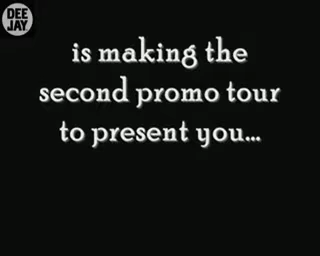 DEE
JAY
is making the
second promo tour
to present you...